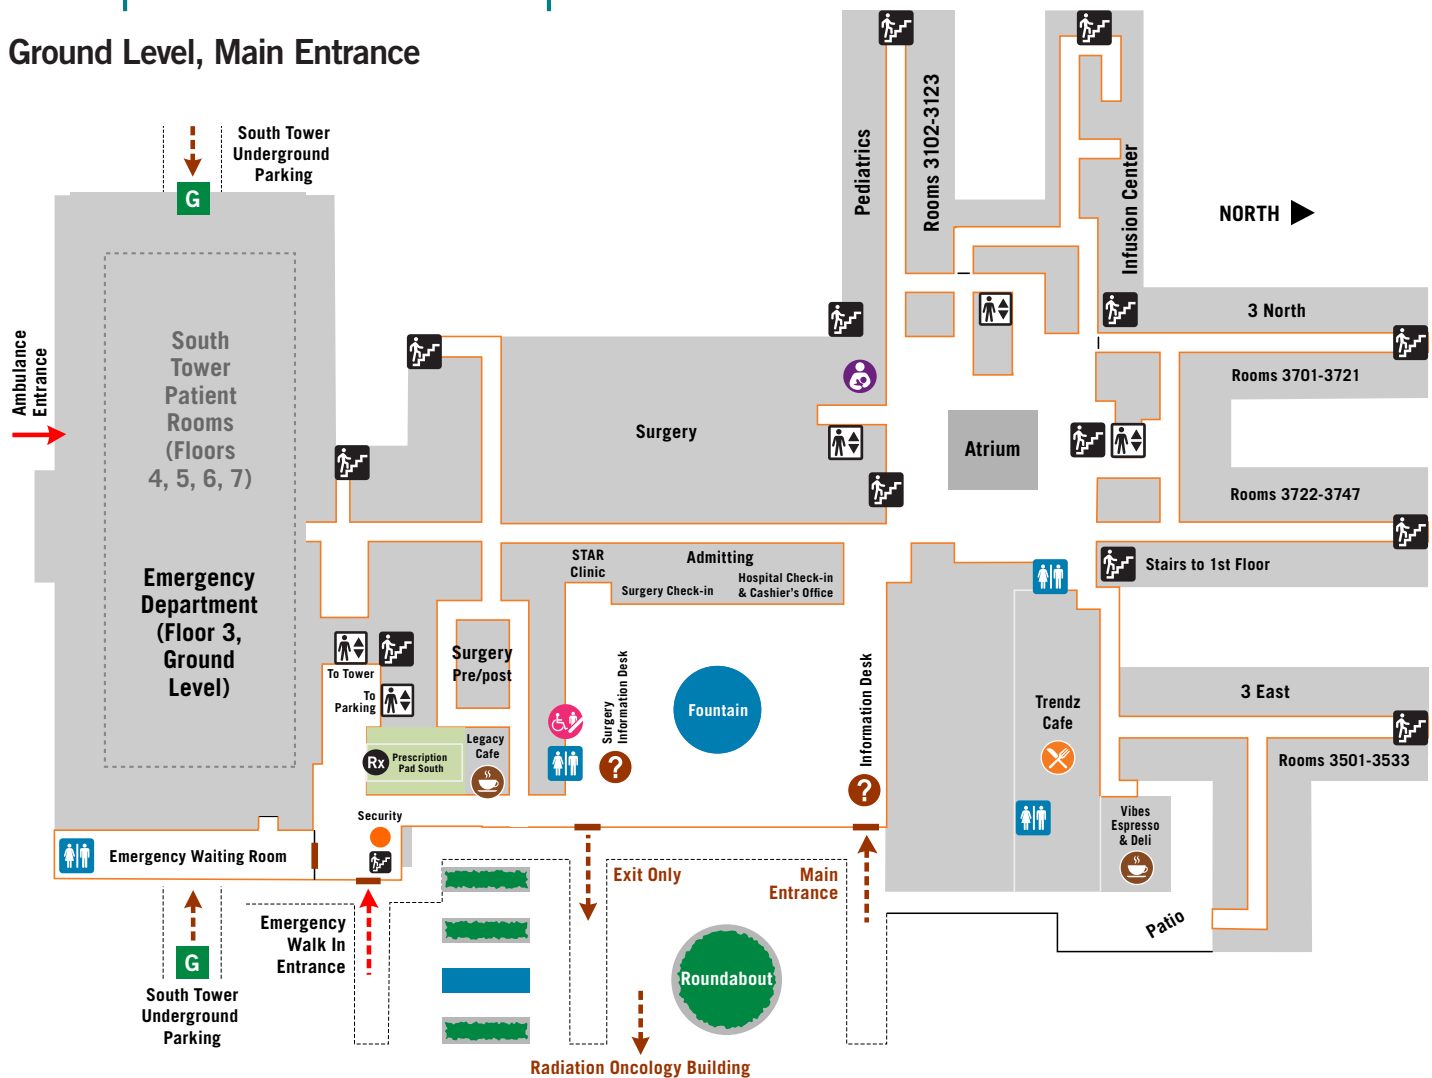 Ground Level, Main Entrance
South Tower
Underground
Parking
G
Pediatrics
Rooms 3102-3123
Infusion Center
NORTH
3 North
Rooms 3701-3721
Ambulance
Entrance
South
Tower
Patient
Rooms
(Floors
4, 5, 6, 7)
Surgery
Atrium
Rooms 3722-3747
Emergency
Department
(Floor 3,
Ground
Level)
STAR
Clinic
Admitting
Surgery Check-in
Hospital Check-in
& Cashier's Office
Stairs to 1st Floor
To Tower
To
Parking
Surgery
Pre/post
Surgery
Information Desk
?
Fountain
Information Desk
?
Trendz
Cafe
3 East
Rooms 3501-3533
Rx
Prescription
Pad South
Legacy
Cafe
Security
Vibes
Espresso
& Deli
Emergency Waiting Room
Exit Only
Main
Entrance
Patio
Emergency
Walk In
Entrance
G
South Tower
Underground
Parking
Roundabout
Radiation Oncology Building